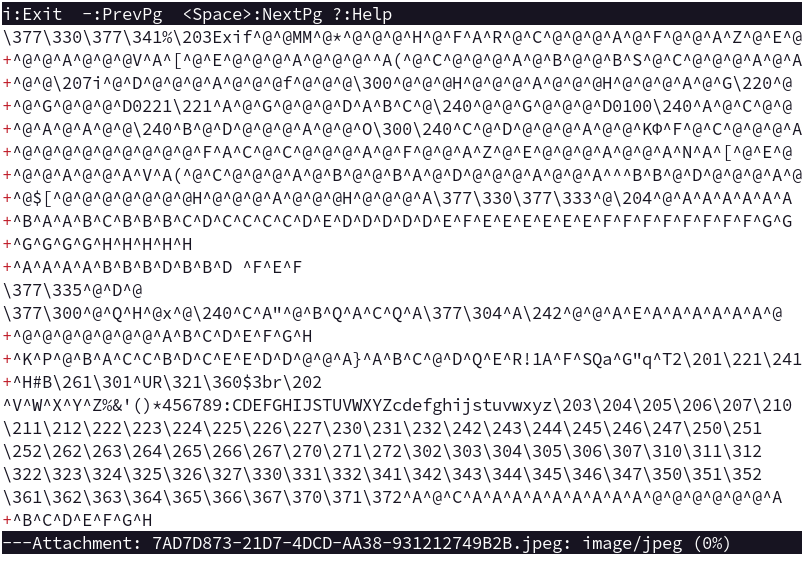 i:Exit  -:PrevPg  <Space>:NextPg ?:Help
\377\330\377\341%\203Exif^@^@MM^@*^@^@^@^H^@^F^A^R^@^C^@^@^@^A^@^F^@^@^A^Z^@^E^@
+^@^@^A^@^@^@^V^A^[^@^E^@^@^@^A^@^@^@^^A(^@^C^@^@^@^A^@^B^@^@^B^S^@^C^@^@^@^A^@^A
+^@^@\207i^@^D^@^@^@^A^@^@^@f^@^@^@\300^@^@^@H^@^@^@^A^@^@^@H^@^@^@^A^@^G\220^@
+^@^G^@^@^@^D0221\221^A^@^G^@^@^@^D^A^B^C^@\240^@^@^G^@^@^@^D0100\240^A^@^C^@^@
+^@^A^@^A^@^@\240^B^@^D^@^@^@^A^@^@^O\300\240^C^@^D^@^@^@^A^@^@^KФ^F^@^C^@^@^@^A
+^@^@^@^@^@^@^@^@^@^F^A^C^@^C^@^@^@^A^@^F^@^@^A^Z^@^E^@^@^@^A^@^@^A^N^A^[^@^E^@
+^@^@^A^@^@^A^V^A(^@^C^@^@^@^A^@^B^@^@^B^A^@^D^@^@^@^A^@^@^A^^^B^B^@^D^@^@^@^A^@
+^@$[^@^@^@^@^@^@^@H^@^@^@^A^@^@^@H^@^@^@^A\377\330\377\333^@\204^@^A^A^A^A^A^A
+^B^A^A^B^C^B^B^B^C^D^C^C^C^C^D^E^D^D^D^D^D^E^F^E^E^E^E^E^E^F^F^F^F^F^F^F^F^G^G
+^G^G^G^G^H^H^H^H^H
+^A^A^A^A^B^B^B^D^B^B^D ^F^E^F
\377\335^@^D^@
\377\300^@^Q^H^@x^@\240^C^A"^@^B^Q^A^C^Q^A\377\304^A\242^@^@^A^E^A^A^A^A^A^A^@
+^@^@^@^@^@^@^@^A^B^C^D^E^F^G^H
+^K^P^@^B^A^C^C^B^D^C^E^E^D^D^@^@^A}^A^B^C^@^D^Q^E^R!1A^F^SQa^G"q^T2\201\221\241
+^H#B\261\301^UR\321\360$3br\202
^V^W^X^Y^Z%&'()*456789:CDEFGHIJSTUVWXYZcdefghijstuvwxyz\203\204\205\206\207\210
\211\212\222\223\224\225\226\227\230\231\232\242\243\244\245\246\247\250\251
\252\262\263\264\265\266\267\270\271\272\302\303\304\305\306\307\310\311\312
\322\323\324\325\326\327\330\331\332\341\342\343\344\345\346\347\350\351\352
\361\362\363\364\365\366\367\370\371\372^A^@^C^A^A^A^A^A^A^A^A^A^@^@^@^@^@^@^A
+^B^C^D^E^F^G^H
---Attachment: 7AD7D873-21D7-4DCD-AA38-931212749B2B.jpeg: image/jpeg (0%)